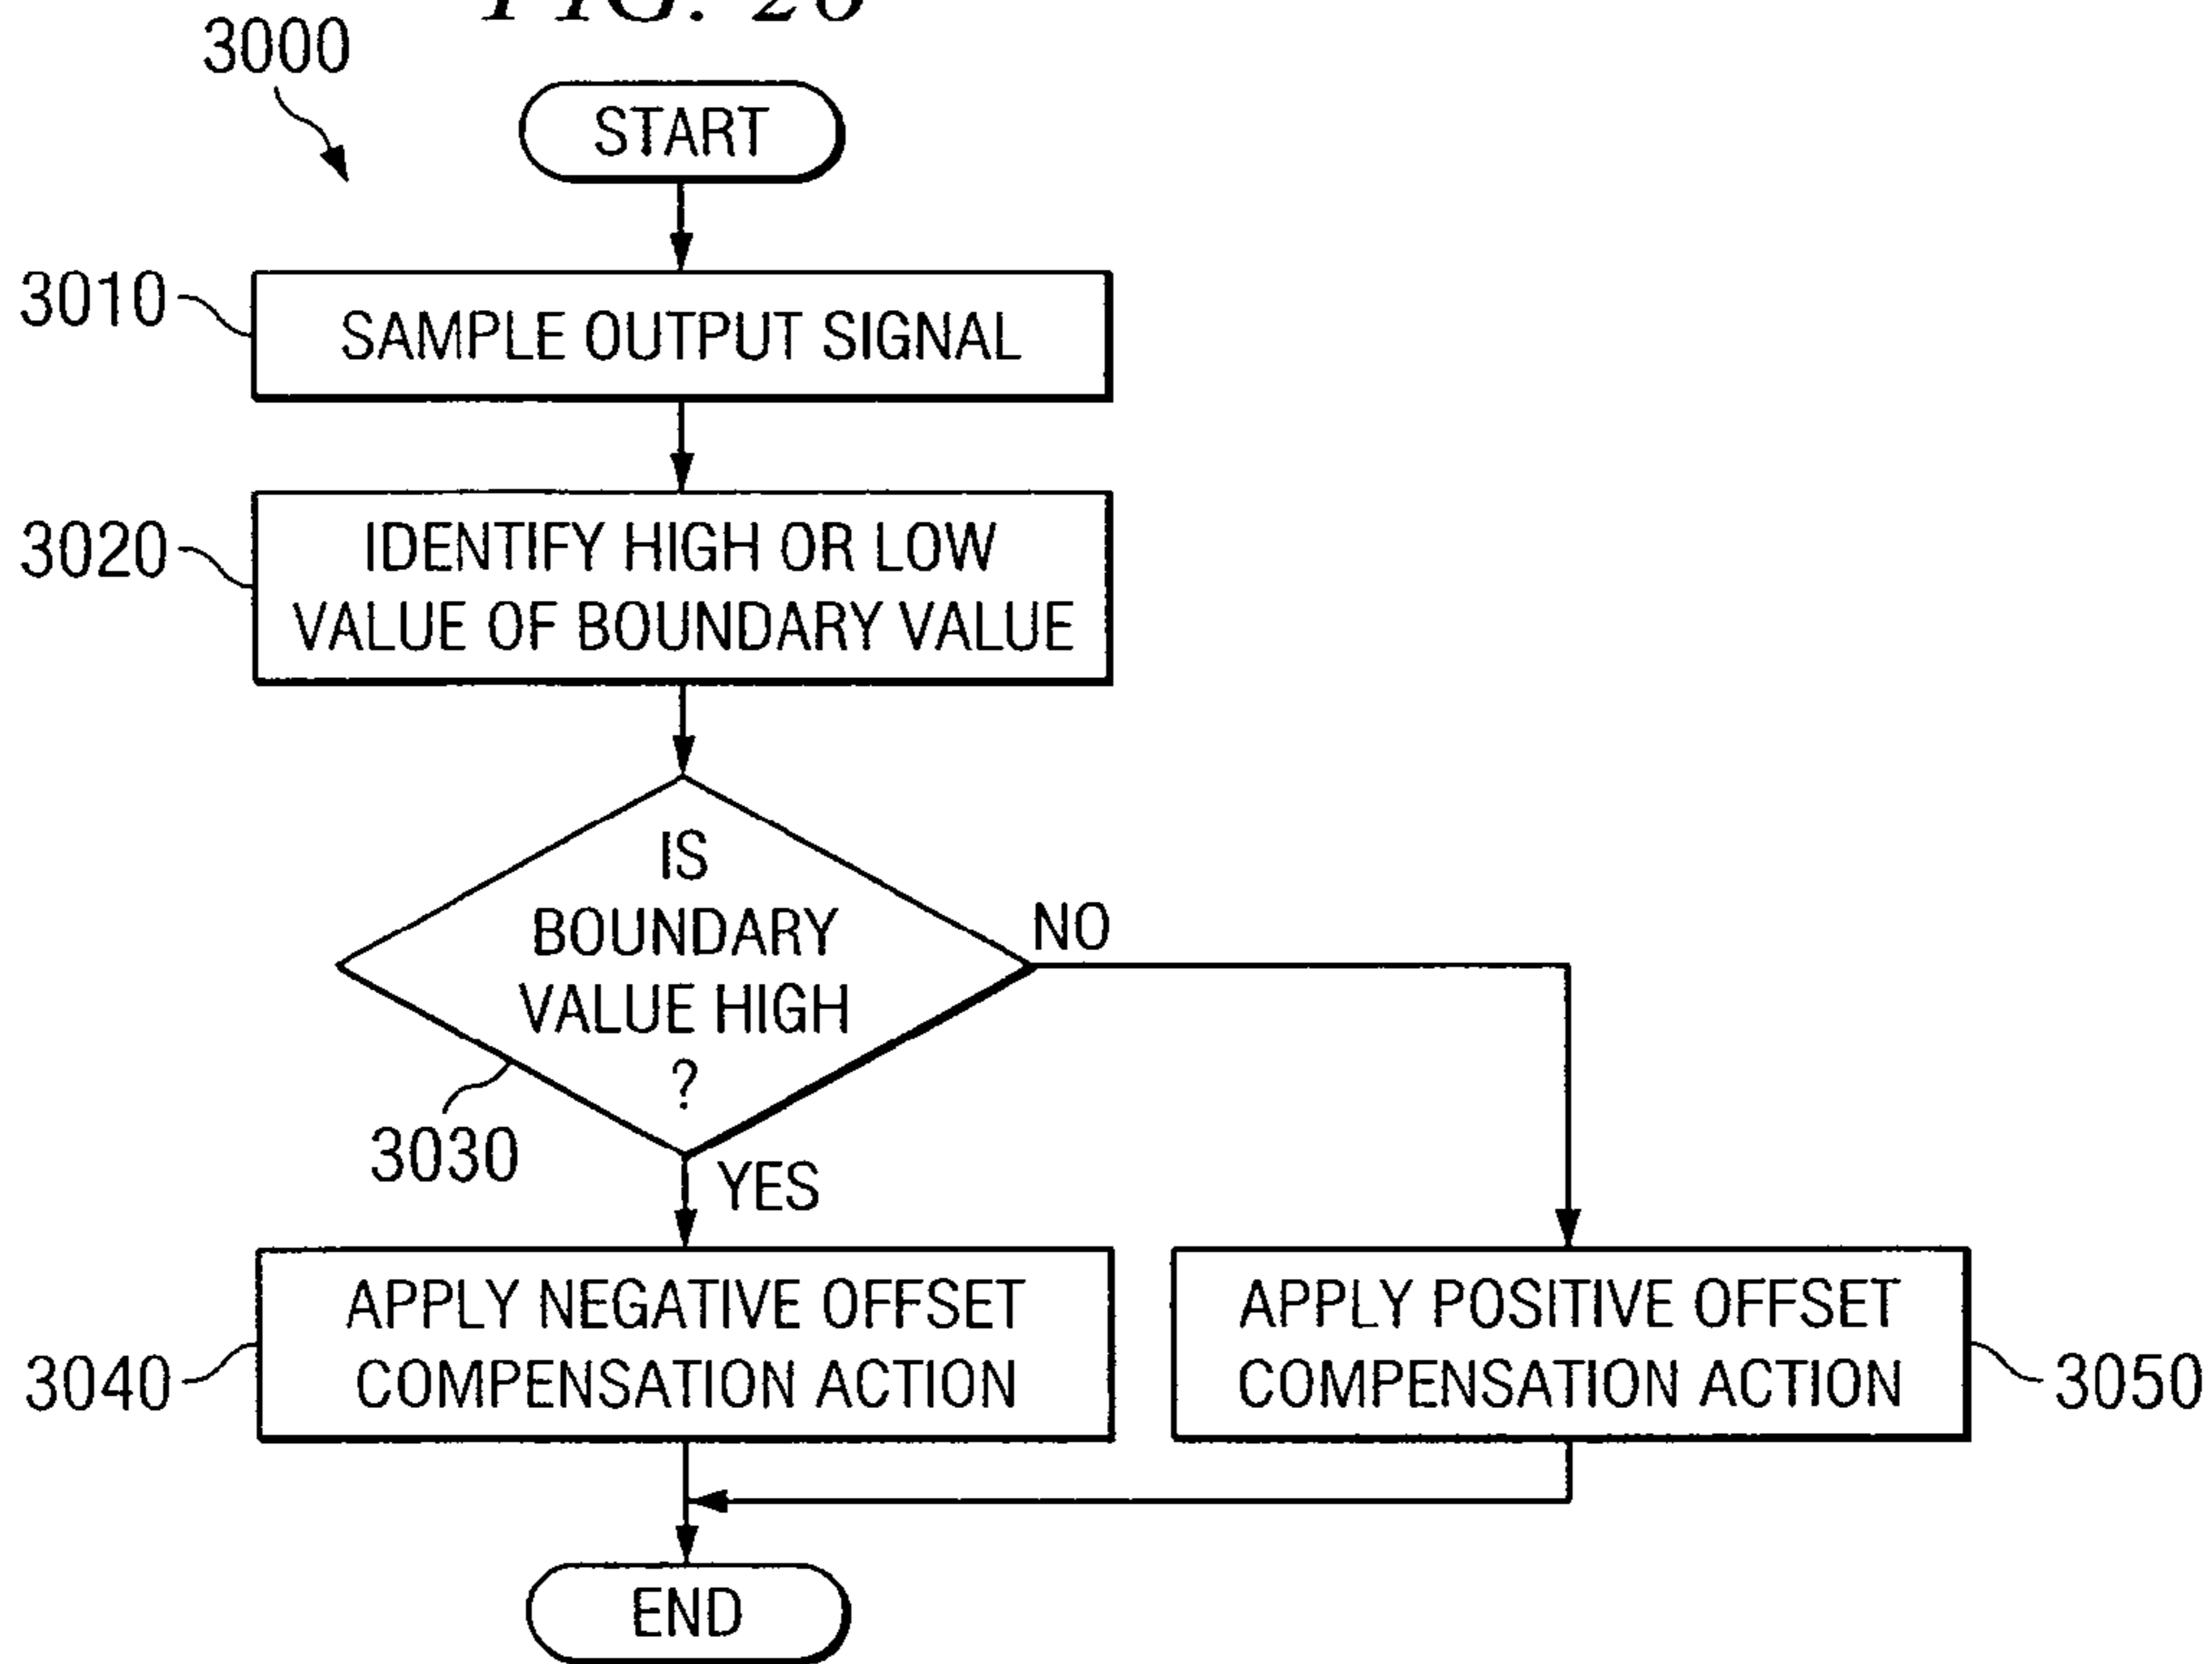 3000
START
3010
SAMPLE OUTPUT SIGNAL
3020
IDENTIFY HIGH OR LOW
VALUE OF BOUNDARY VALUE
IS
BOUNDARY
VALUE HIGH
?
NO
3030
YES
APPLY NEGATIVE OFFSET
COMPENSATION ACTION
3040
APPLY POSITIVE OFFSET
COMPENSATION ACTION
3050
END